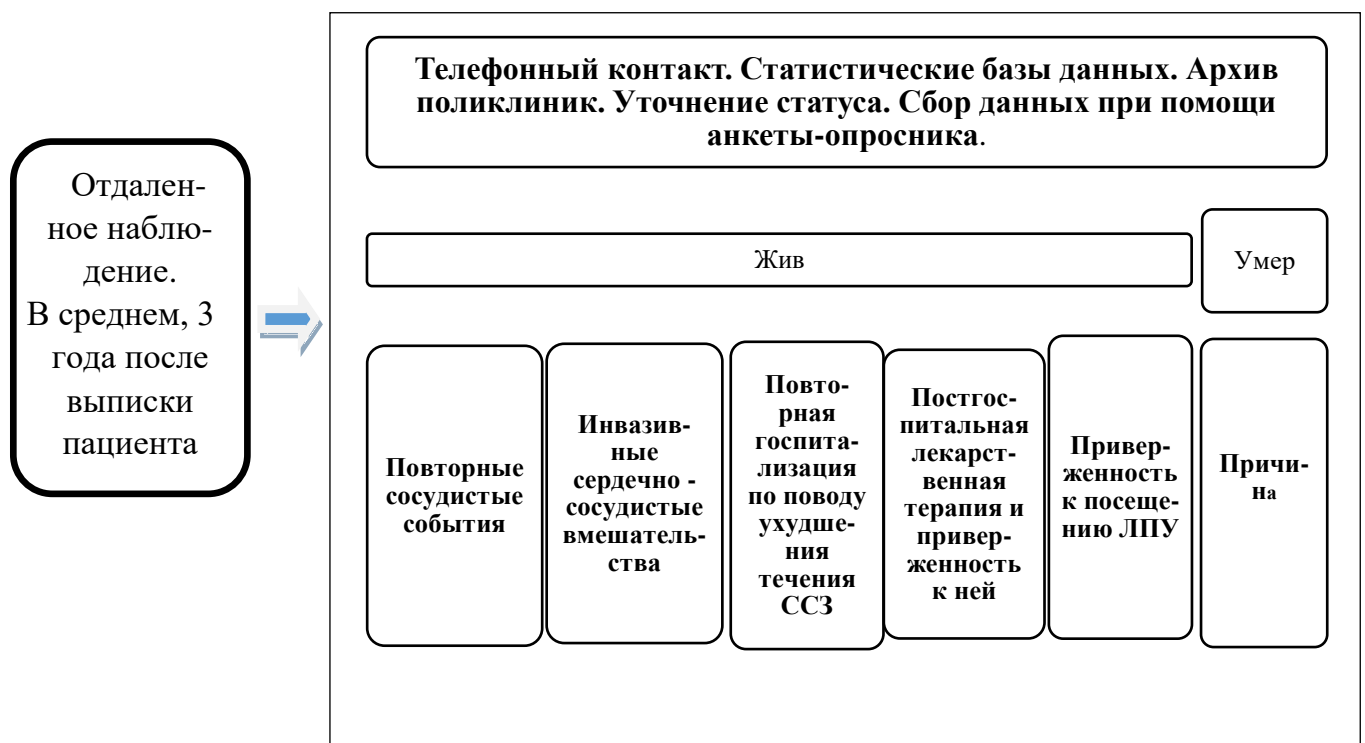 Отдален-
ное наблю-
дение.
В среднем, 3
года после
выписки
пациента
Телефонный контакт. Статистические базы данных. Архив
поликлиник. Уточнение статуса. Сбор данных при помощи
анкеты-опросника.
Жив
Умер
Повторные
сосудистые
события
Инвазив-
ные
сердечно -
сосудистые
вмешатель-
ства
Повто-
рная
госпита-
лизация
по поводу
ухудше-
ния
течения
ССЗ
Постгос-
питальная
лекарст-
венная
терапия и
привер-
женность
к ней
Привер-
женность
к посеще-
нию ЛПУ
Причи-
на